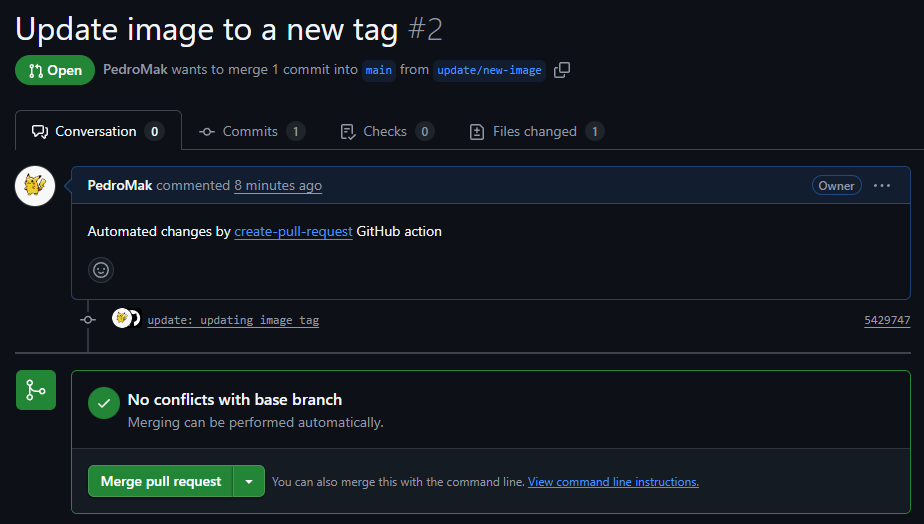 Update image to a new tag #2
Open PedroMak wants to merge 1 commit into main from update/new-image
Conversation 0 Commits 1 Checks 0 Files changed 1
PedroMak commented 8 minutes ago Owner
Automated changes by create-pull-request GitHub action
update: updating image tag 5429747
No conflicts with base branch
Merging can be performed automatically.
Merge pull request You can also merge this with the command line. View command line instructions.